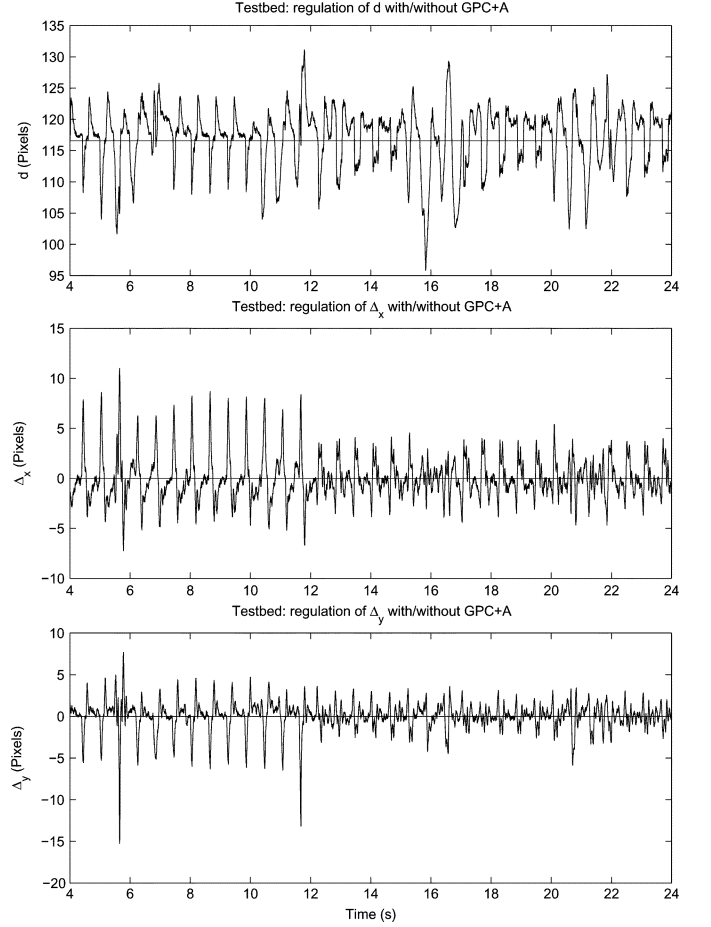 Testbed: regulation of d with/without GPC+A
135
130
125
120
115
110
105
100
95
d (Pixels)
4 6 8 10 12 14 16 18 20 22 24
Testbed: regulation of Δx with/without GPC+A
15
10
5
0
−5
−10
Δx (Pixels)
4 6 8 10 12 14 16 18 20 22 24
Testbed: regulation of Δy with/without GPC+A
10
5
0
−5
−10
−15
−20
Δy (Pixels)
4 6 8 10 12 14 16 18 20 22 24
Time (s)